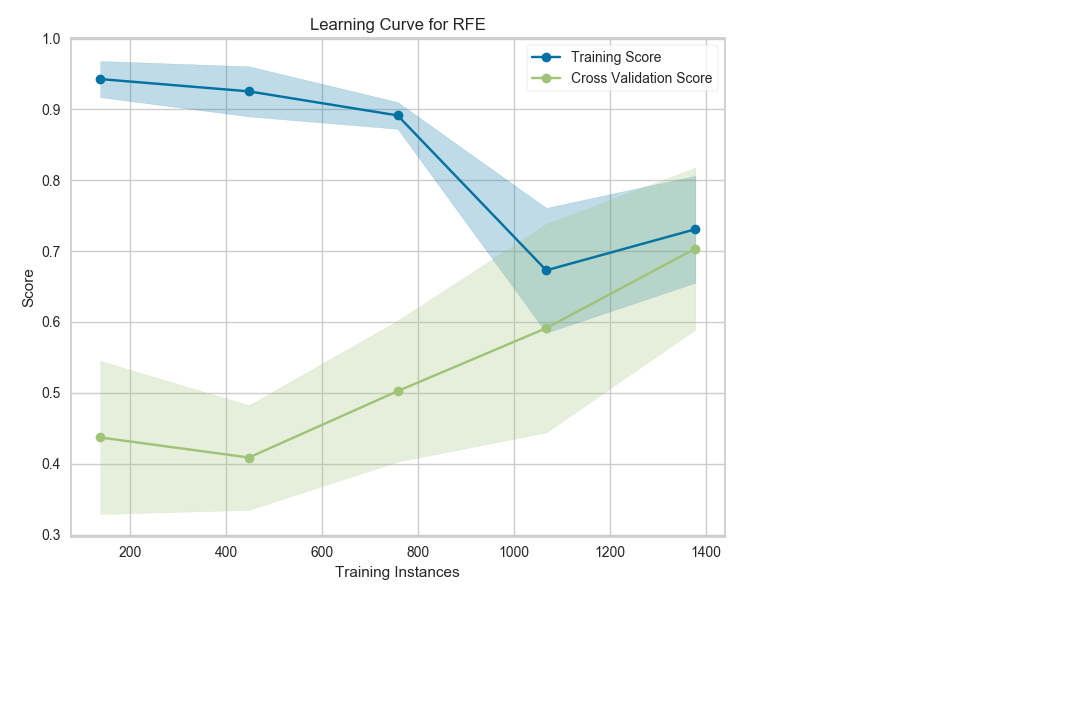 Learning Curve for RFE
Training Score
Cross Validation Score
1.0
0.9
0.8
0.7
0.6
0.5
0.4
0.3
Score
200 400 600 800 1000 1200 1400
Training Instances